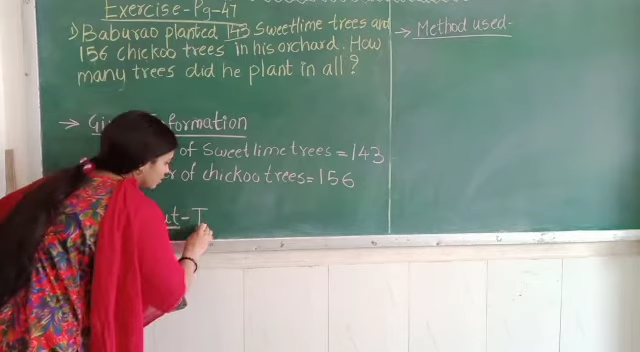 Exercise - Pg-47
1) Baburao planted 143 Sweetlime trees and
156 chickoo trees in his orchard. How
many trees did he plant in all?
→ Method used-
→
of Sweetlime trees = 143
of chickoo trees = 156
- T